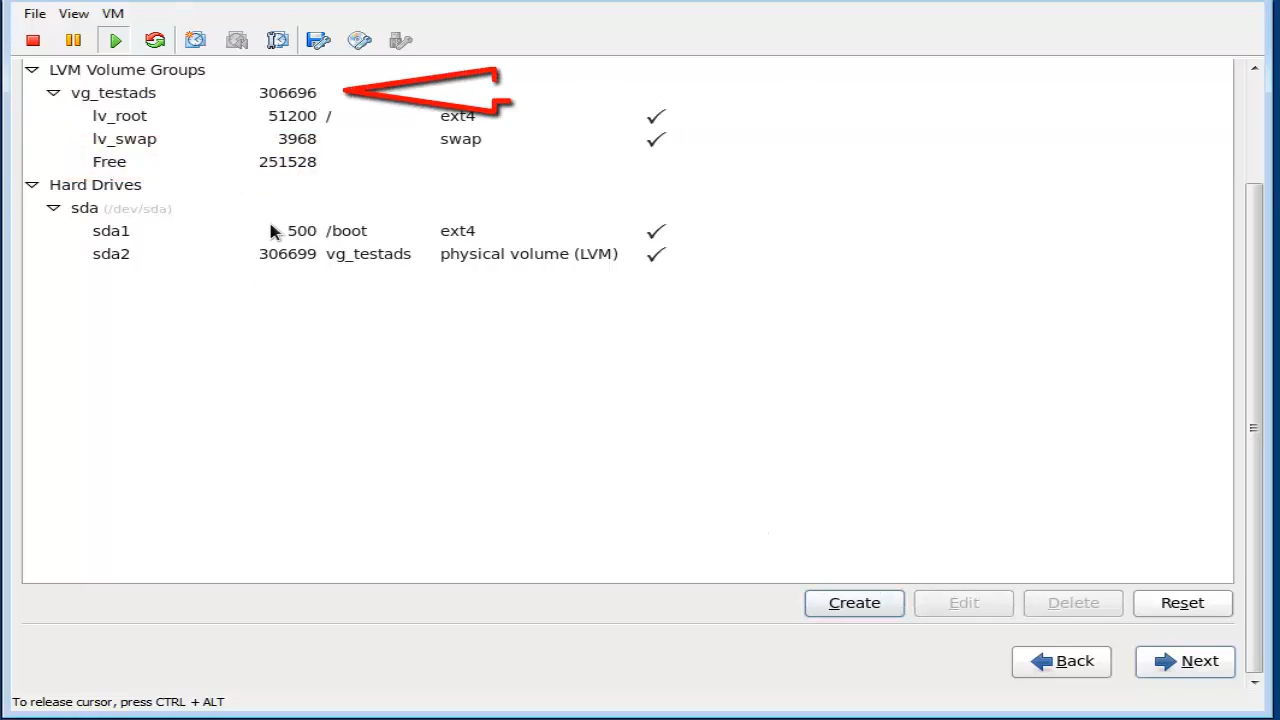 File View VM
LVM Volume Groups
vg_testads 306696
lv_root 51200 / ext4
lv_swap 3968 swap
Free 251528
Hard Drives
sda (/dev/sda)
sda1 500 /boot ext4
sda2 306699 vg_testads physical volume (LVM)
Create Edit Delete Reset
Back Next
To release cursor, press CTRL + ALT